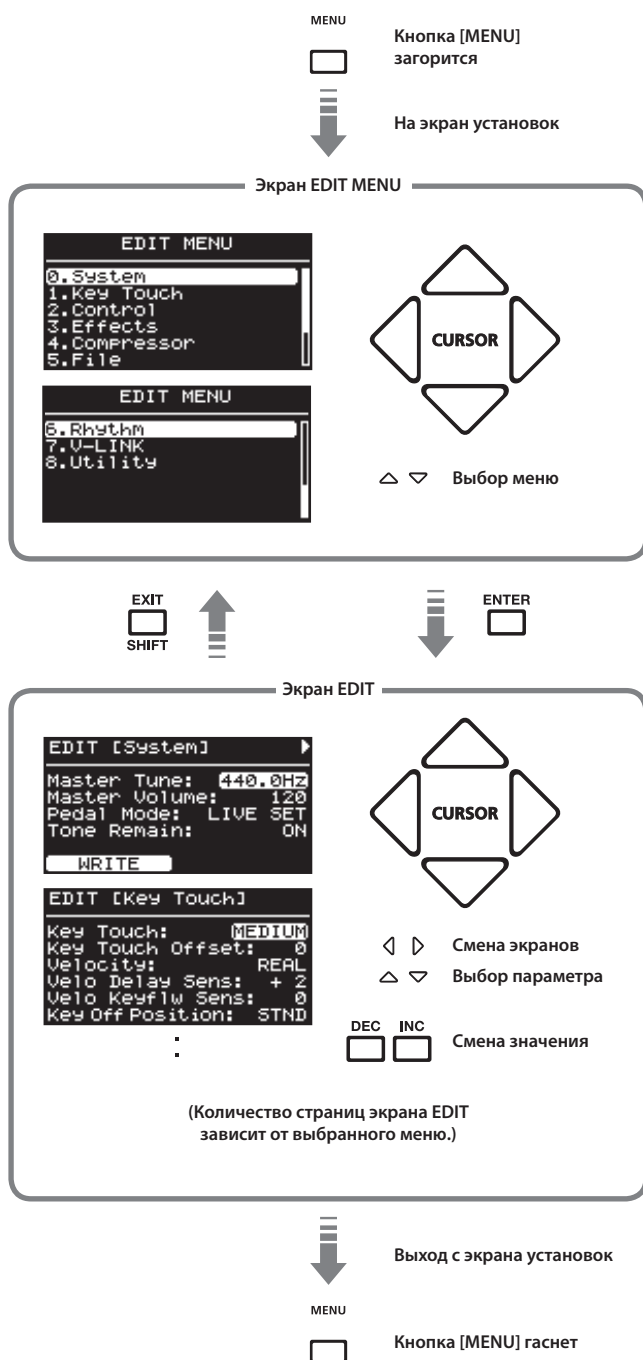 MENU
Кнопка [MENU]
загорится
На экран установок
Экран EDIT MENU
EDIT MENU
0.System
1.Key Touch
2.Control
3.Effects
4.Compressor
5.File
CURSOR
EDIT MENU
6.Rhythm
7.V-LINK
8.Utility
Выбор меню
EXIT
SHIFT
ENTER
Экран EDIT
EDIT [System]
Master Tune: 440.0Hz
Master Volume: 120
Pedal Mode: LIVE SET
Tone Remain: ON
WRITE
CURSOR
EDIT [Key Touch]
Key Touch: MEDIUM
Key Touch Offset: 0
Velocity: REAL
Velo Delay Sens: + 2
Velo Keyflw Sens: 0
Key Off Position: STND
Смена экранов
Выбор параметра
DEC INC
Смена значения
(Количество страниц экрана EDIT
зависит от выбранного меню.)
Выход с экрана установок
MENU
Кнопка [MENU] гаснет